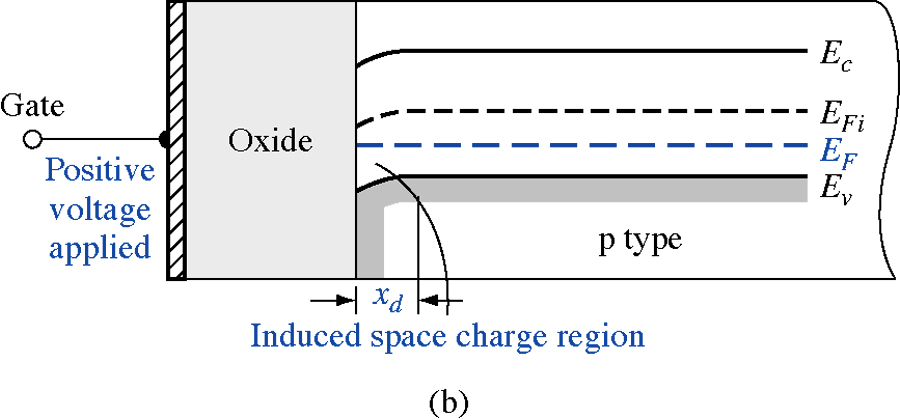 E_c
Gate
Oxide
E_Fi
E_F
Positive
voltage
applied
E_v
p type
x_d
Induced space charge region
(b)